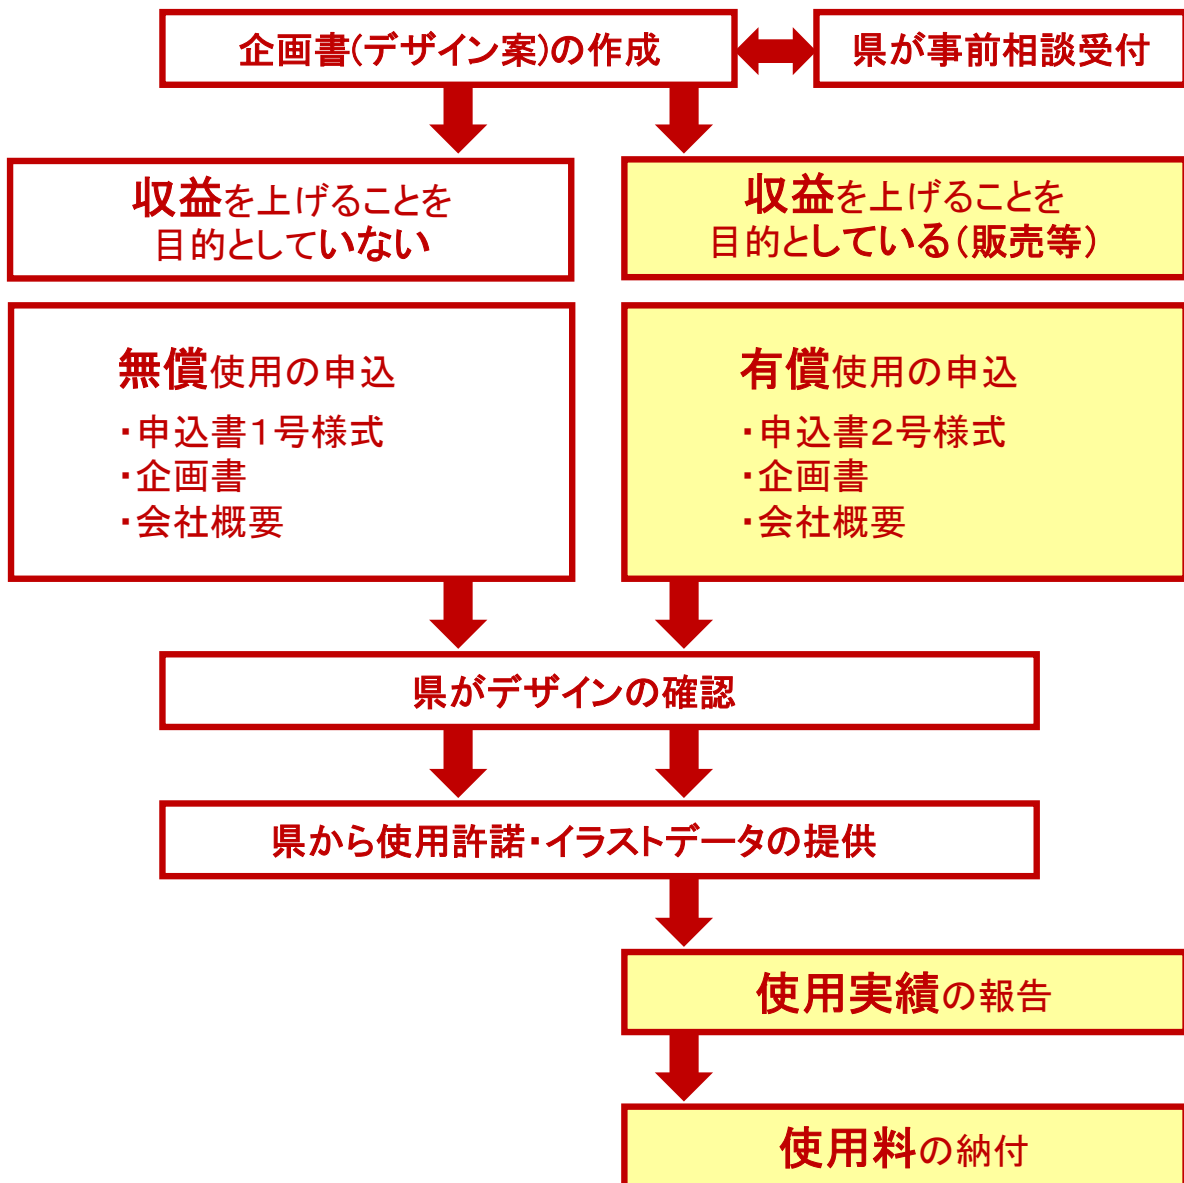 企画書(デザイン案)の作成
県が事前相談受付
収益を上げることを
目的としていない
収益を上げることを
目的としている(販売等)
無償使用の申込
・申込書1号様式
・企画書
・会社概要
有償使用の申込
・申込書2号様式
・企画書
・会社概要
県がデザインの確認
県から使用許諾・イラストデータの提供
使用実績の報告
使用料の納付